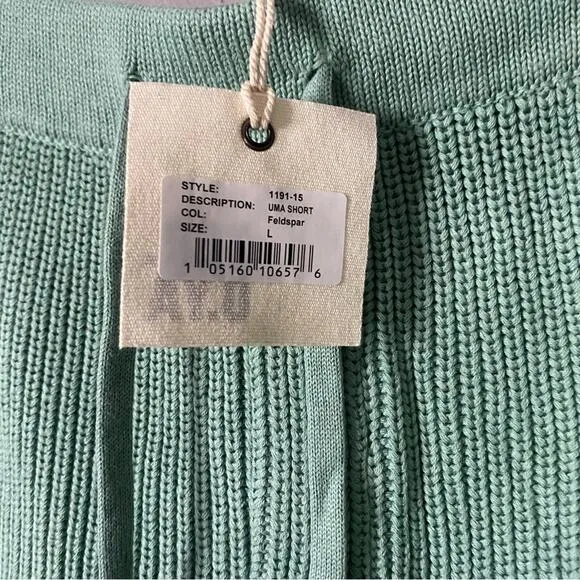 STYLE: 1191-15
DESCRIPTION: UMA SHORT
COL: Feldspar
SIZE: L
1 05160 10657 6